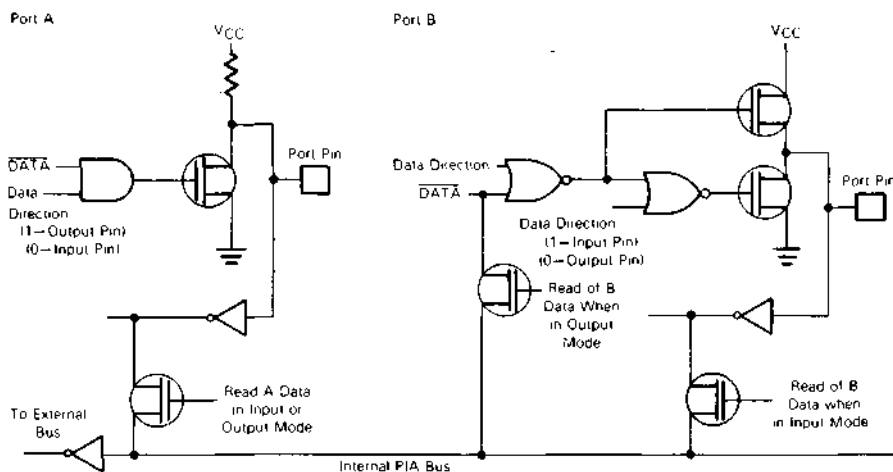 Port A
VCC
DATA
Data
Direction
(1—Output Pin)
(0—Input Pin)
Port Pin
Read A Data
in Input or
Output Mode
To External
Bus
Internal PIA Bus
Port B
VCC
Data Direction
DATA
Data Direction
(1—Input Pin)
(0—Output Pin)
Port Pin
Read of B
Data When
in Output
Mode
Read of B
Data when
in Input Mode